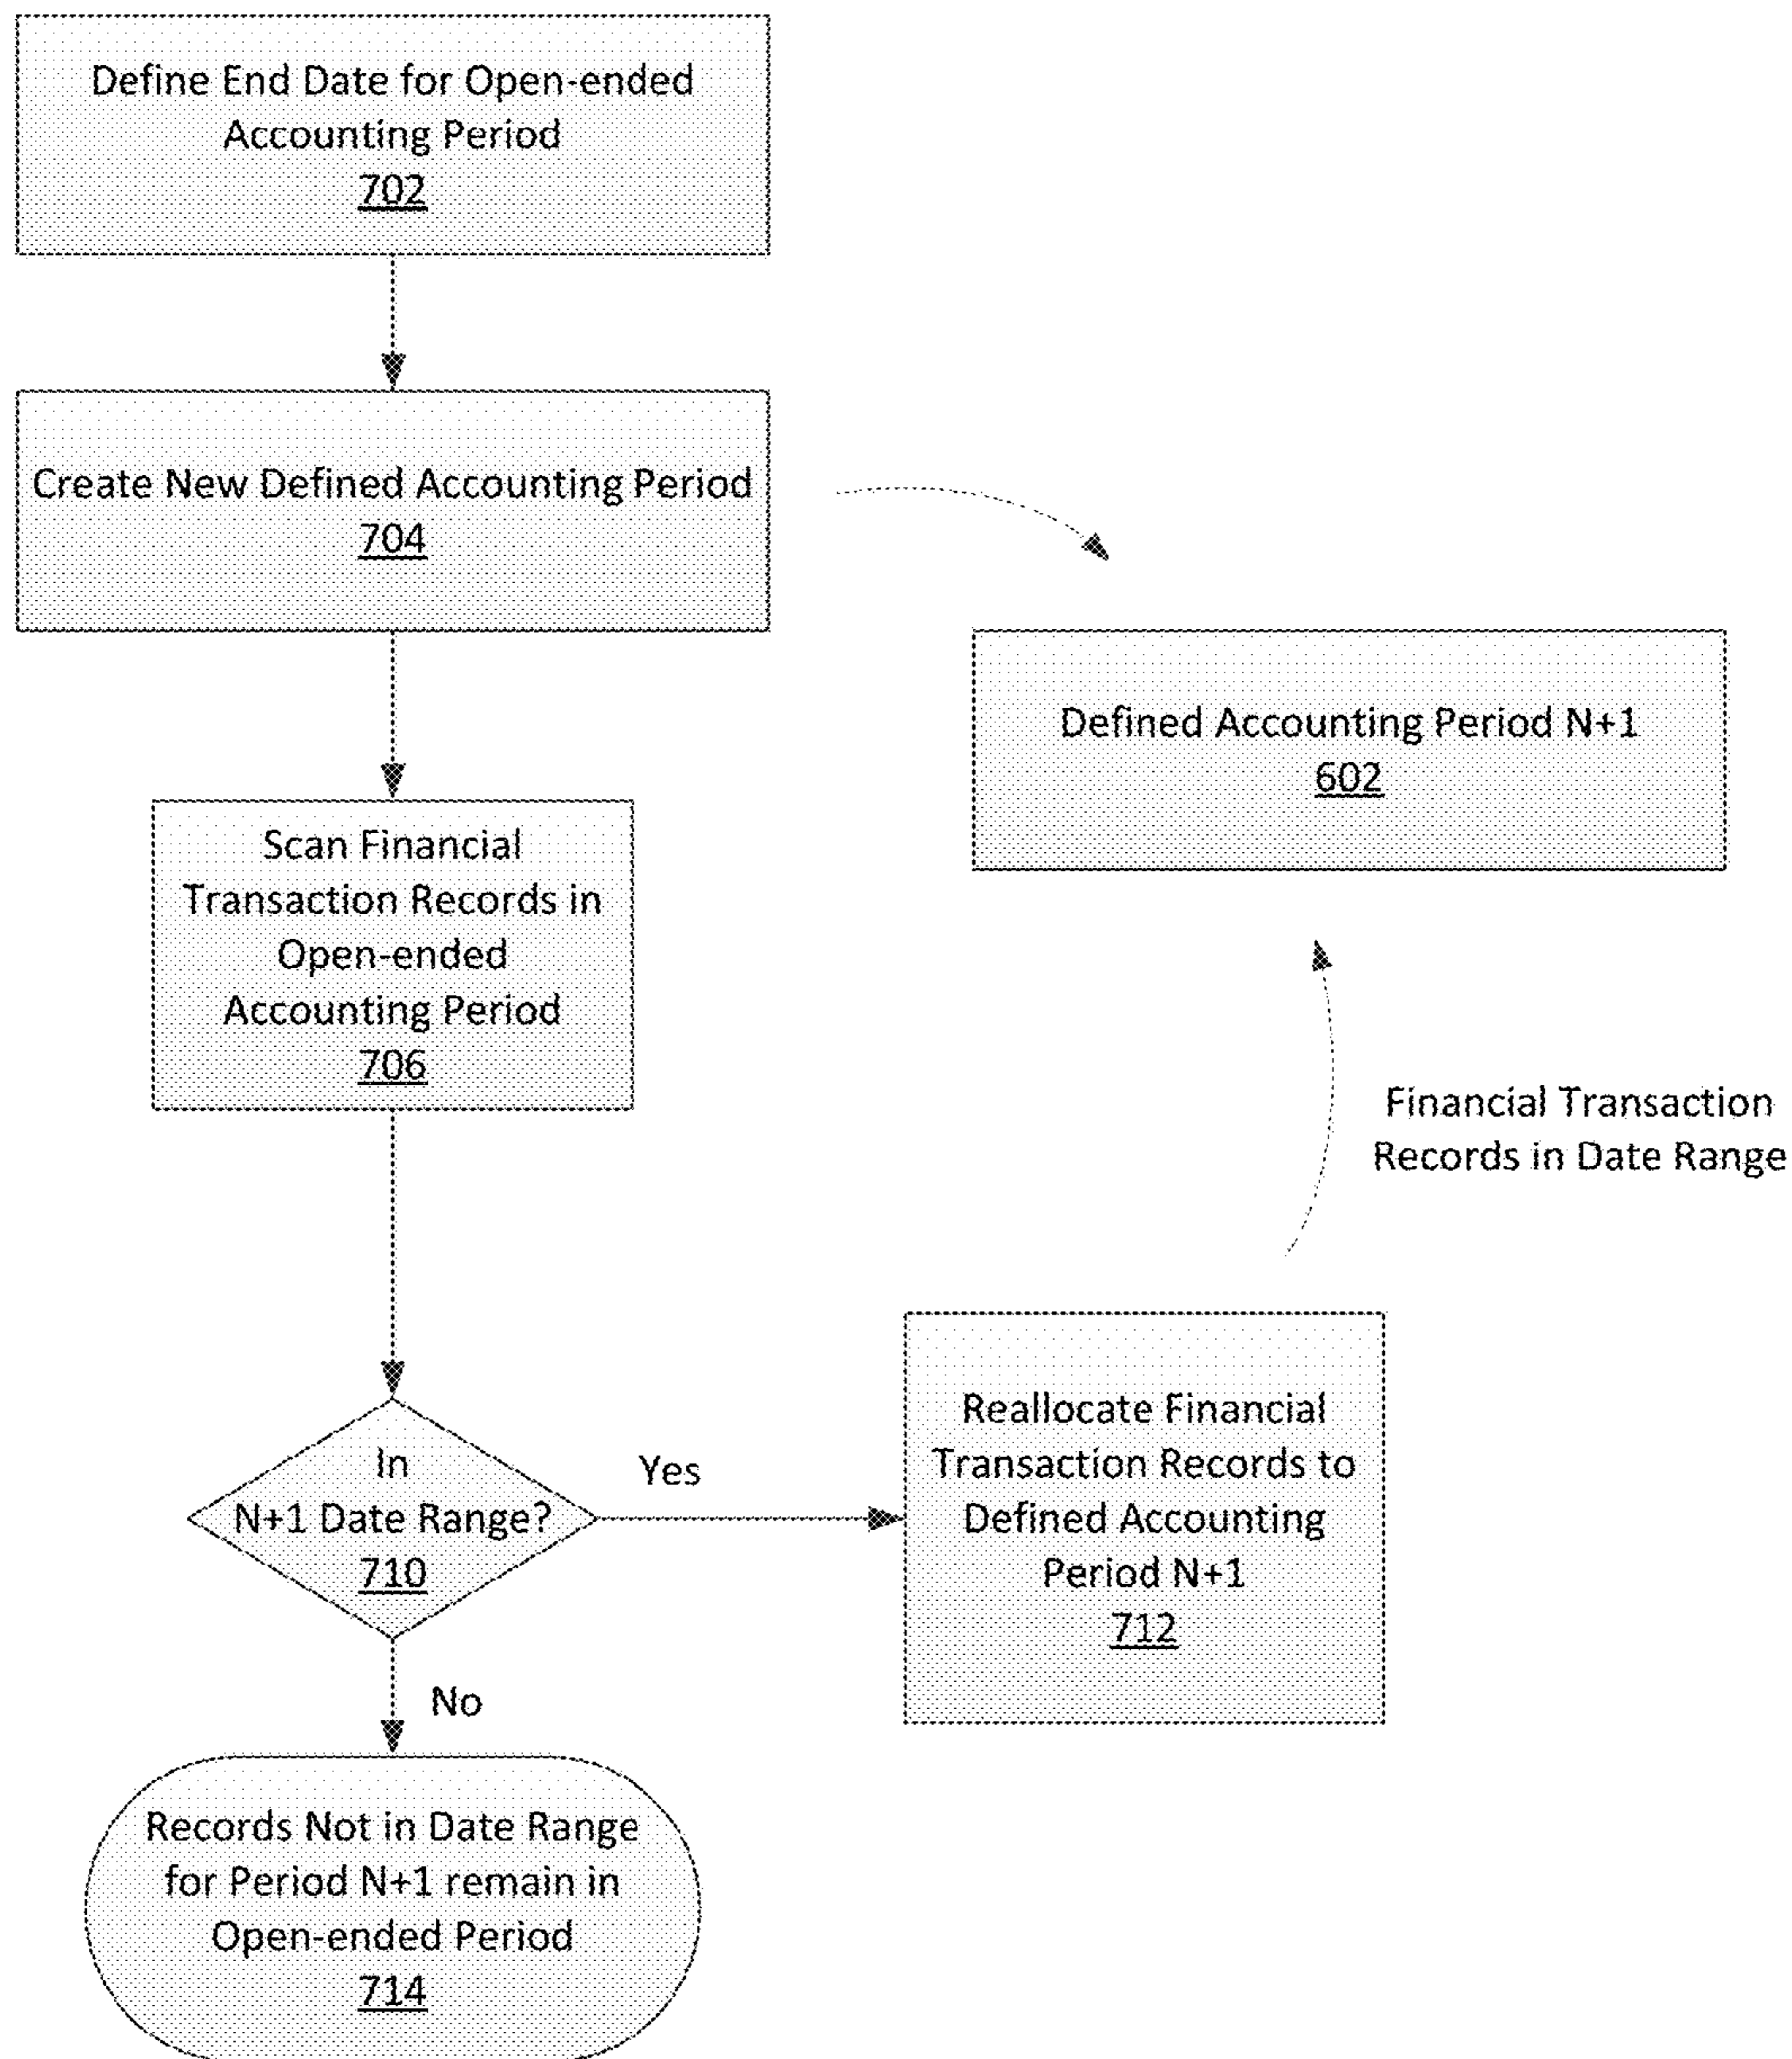 Define End Date for Open-ended
Accounting Period
702
Create New Defined Accounting Period
704
Defined Accounting Period N+1
602
Scan Financial
Transaction Records in
Open-ended
Accounting Period
706
Financial Transaction
Records in Date Range
In
N+1 Date Range?
710
Yes
Reallocate Financial
Transaction Records to
Defined Accounting
Period N+1
712
No
Records Not in Date Range
for Period N+1 remain in
Open-ended Period
714